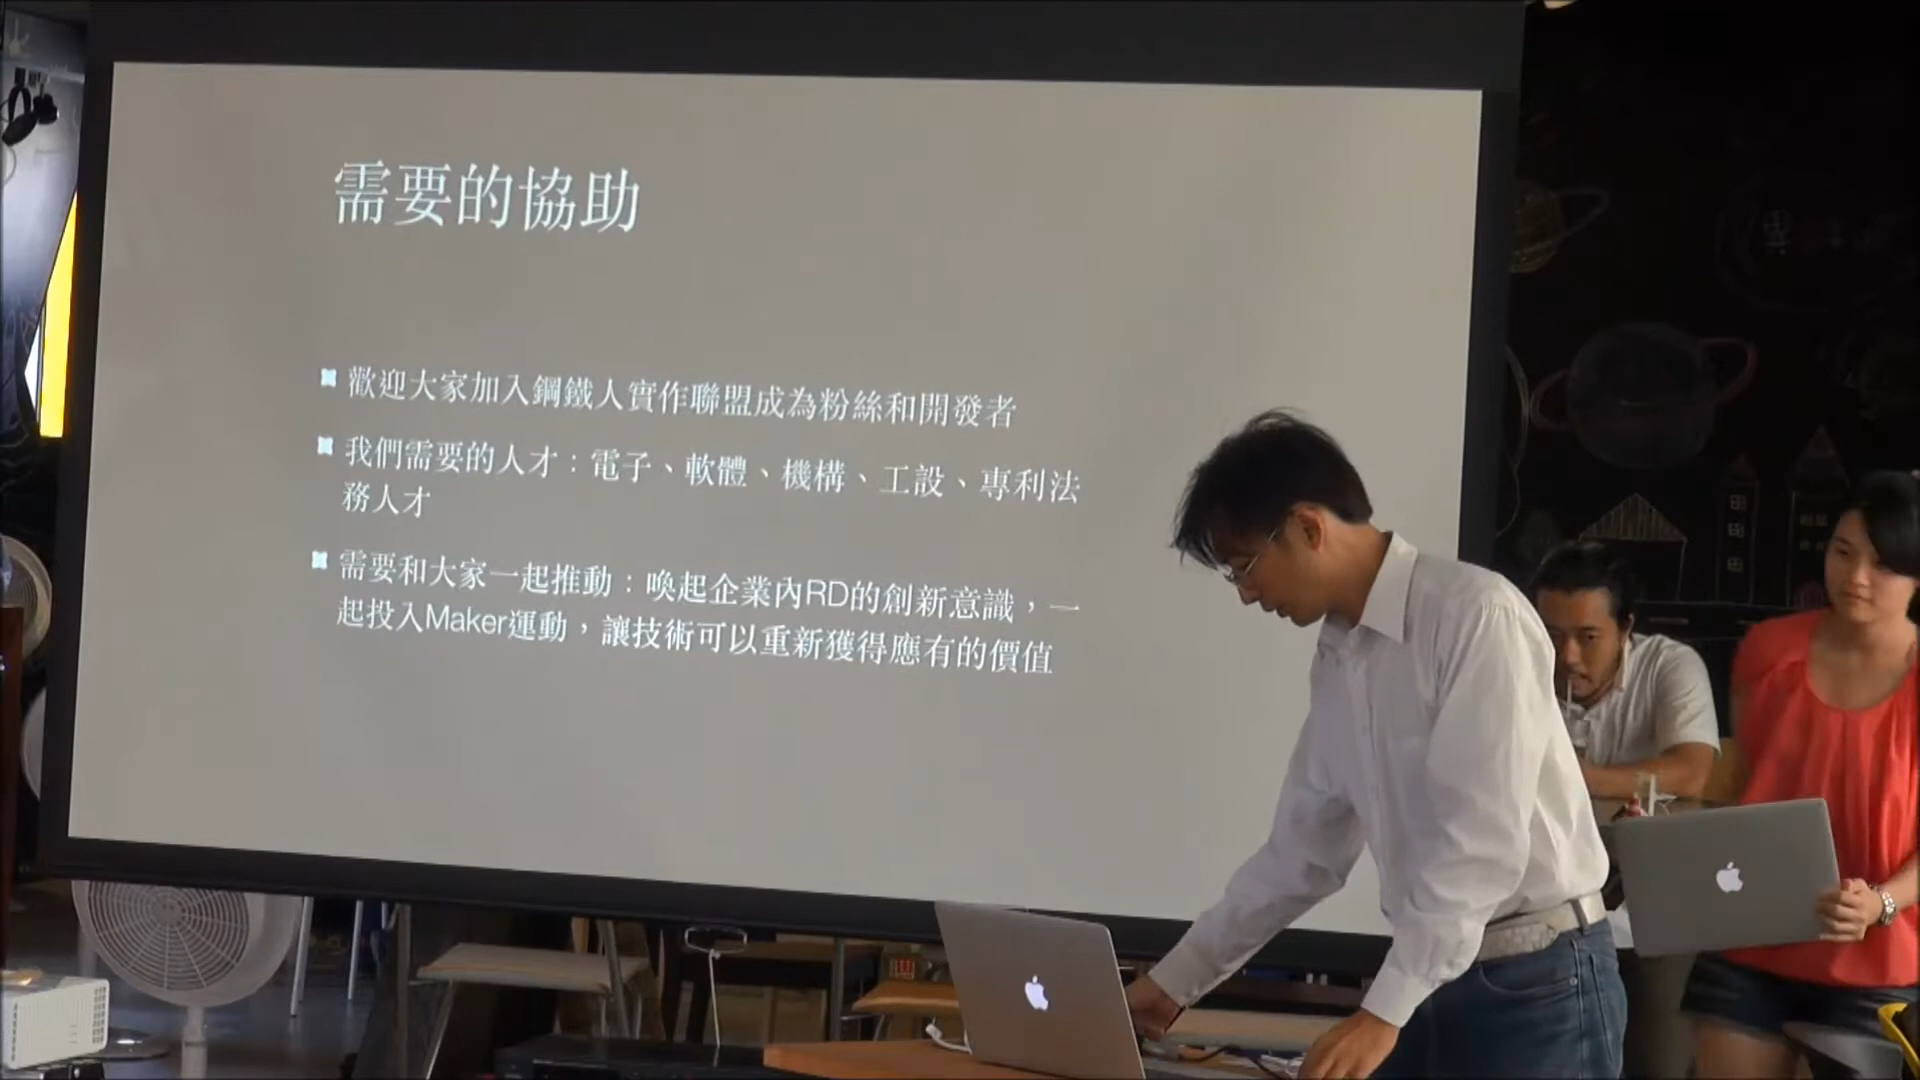 需要的協助
歡迎大家加入鋼鐵人實作聯盟成為粉絲和開發者
我們需要的人才：電子、軟體、機構、工設、專利法
務人才
需要和大家一起推動：喚起企業內RD的創新意識，一
起投入Maker運動，讓技術可以重新獲得應有的價值